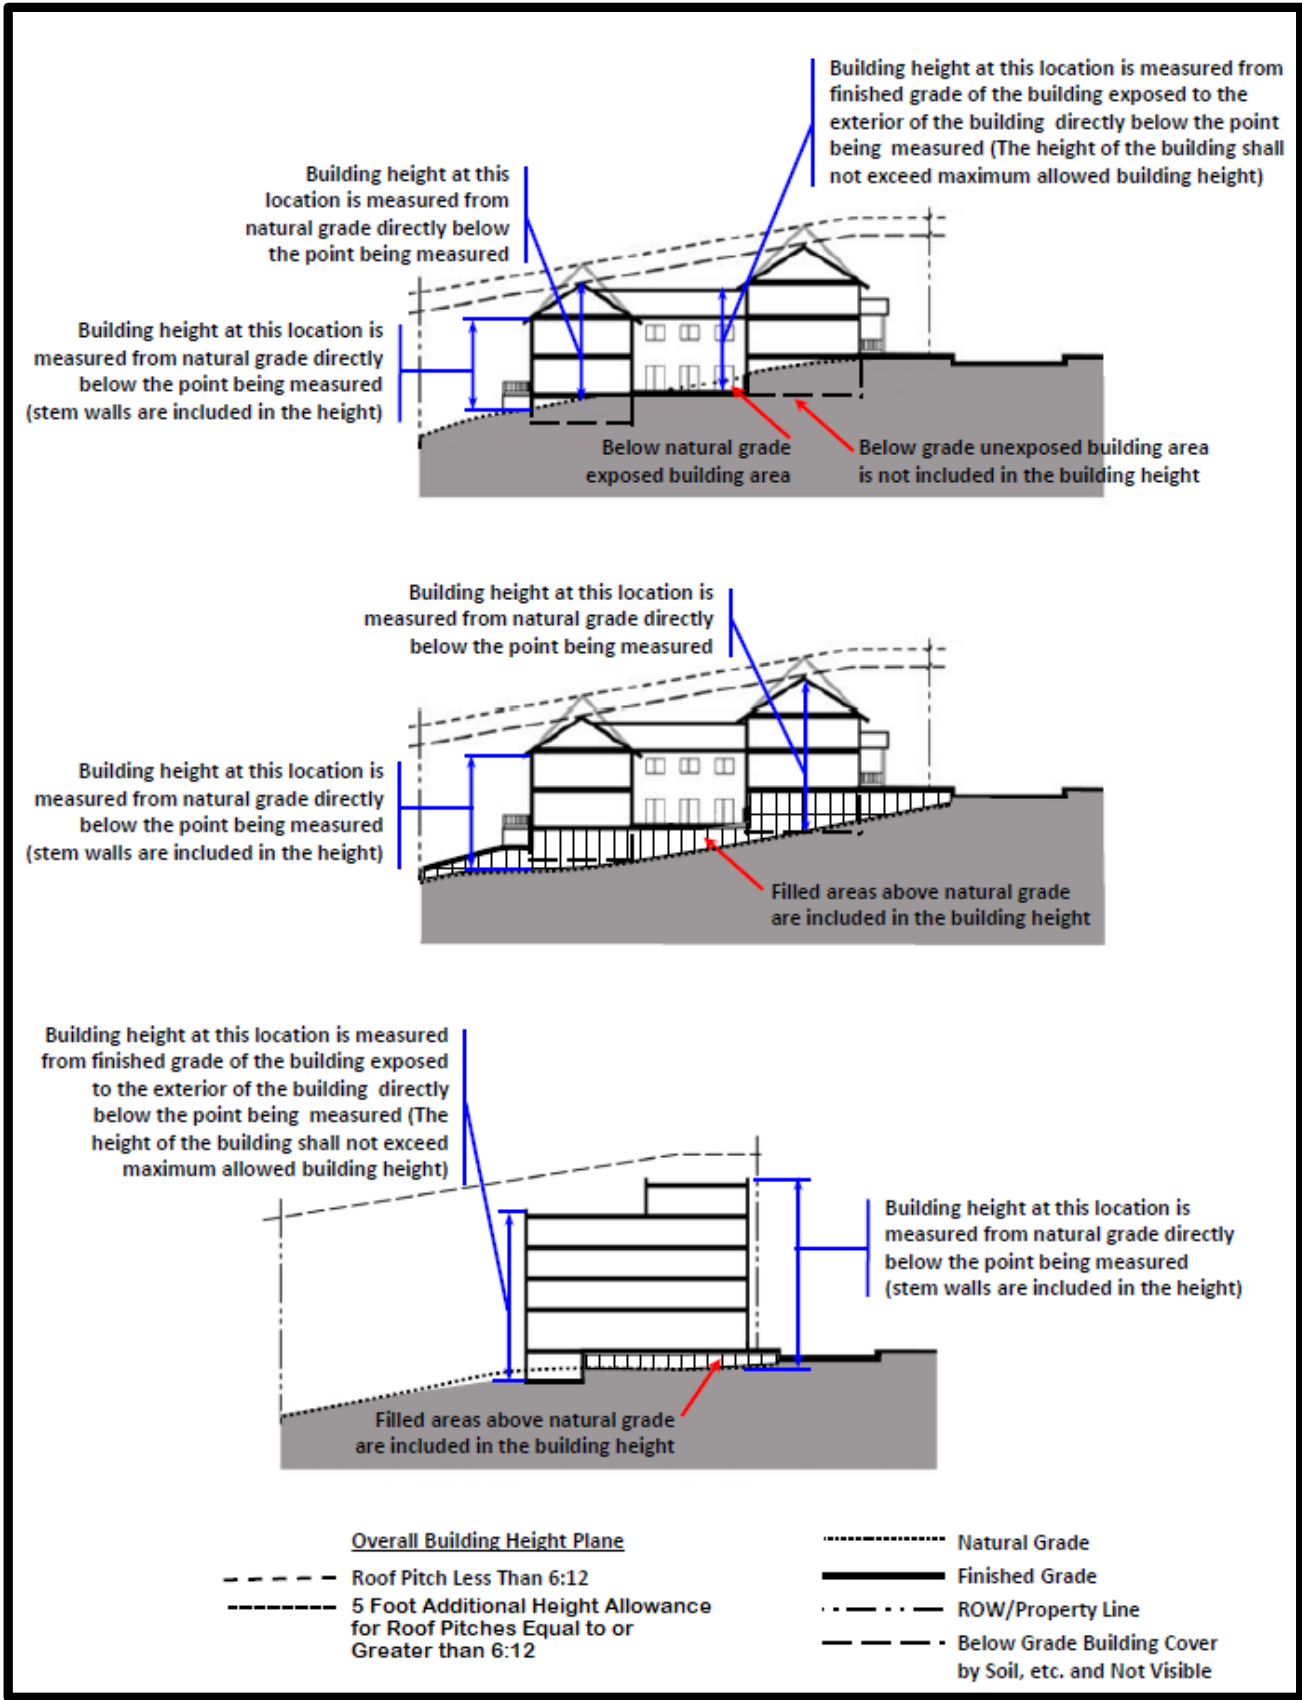 Building height at this location is measured from
finished grade of the building exposed to the
exterior of the building directly below the point
being measured (The height of the building shall
not exceed maximum allowed building height)
Building height at this
location is measured from
natural grade directly below
the point being measured
Building height at this location is
measured from natural grade directly
below the point being measured
(stem walls are included in the height)
Below natural grade
exposed building area
Below grade unexposed building area
is not included in the building height
Building height at this location is
measured from natural grade directly
below the point being measured
Building height at this location is
measured from natural grade directly
below the point being measured
(stem walls are included in the height)
Filled areas above natural grade
are included in the building height
Building height at this location is measured
from finished grade of the building exposed
to the exterior of the building directly
below the point being measured (The
height of the building shall not exceed
maximum allowed building height)
Building height at this location is
measured from natural grade directly
below the point being measured
(stem walls are included in the height)
Filled areas above natural grade
are included in the building height
Overall Building Height Plane
Roof Pitch Less Than 6:12
5 Foot Additional Height Allowance
for Roof Pitches Equal to or
Greater than 6:12
Natural Grade
Finished Grade
ROW/Property Line
Below Grade Building Cover
by Soil, etc. and Not Visible